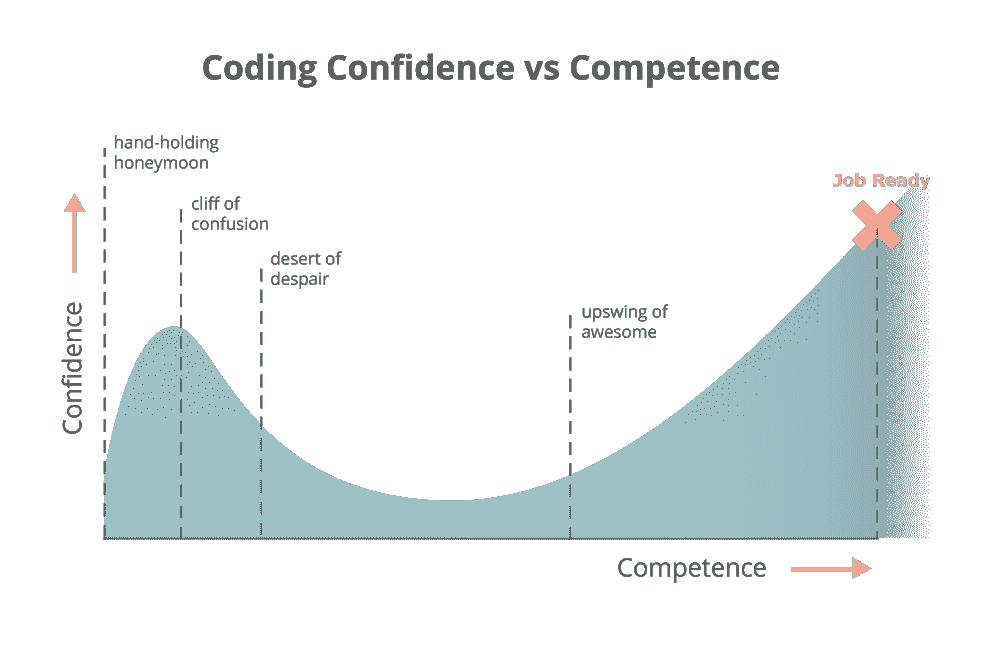 Coding Confidence vs Competence
hand-holding
honeymoon
cliff of
confusion
desert of
despair
upswing of
awesome
Job Ready
Confidence
Competence